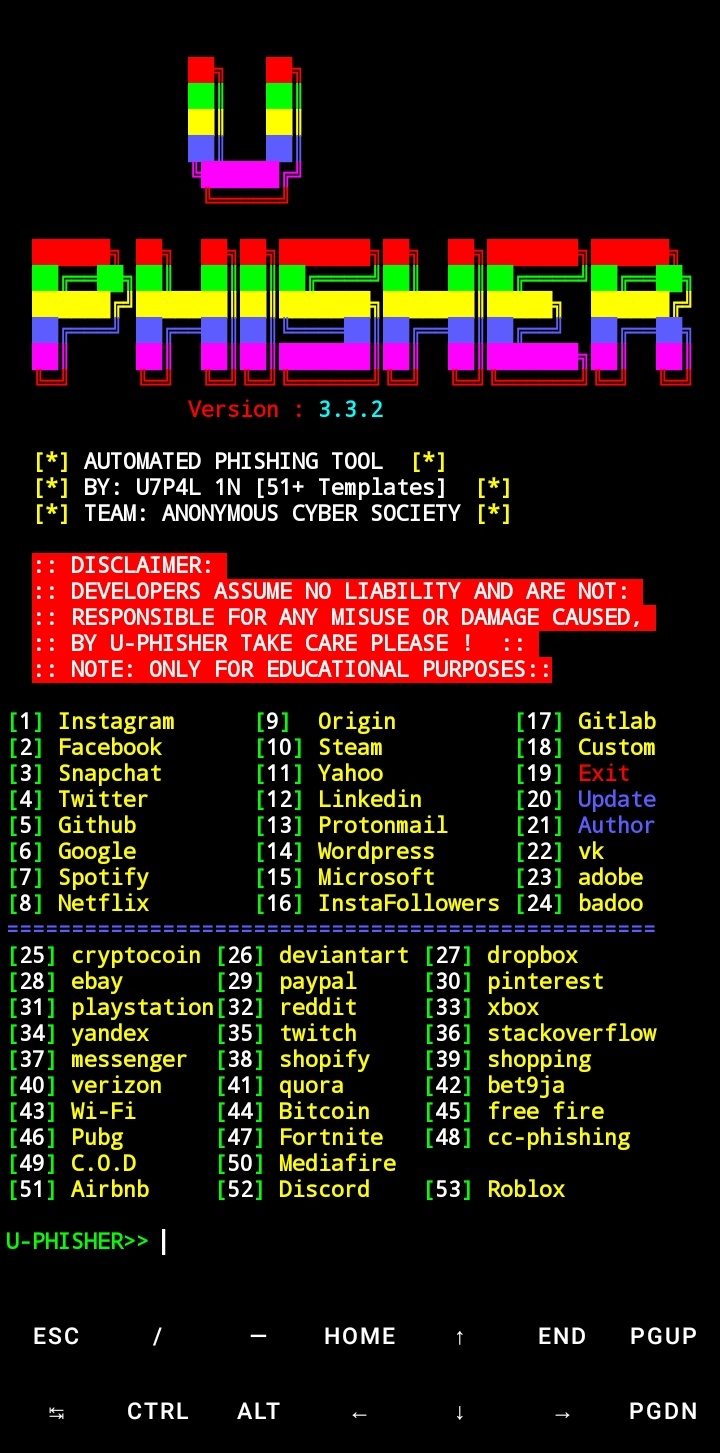 U
PHISHER
Version : 3.3.2
[*] AUTOMATED PHISHING TOOL [*]
[*] BY: U7P4L 1N [51+ Templates] [*]
[*] TEAM: ANONYMOUS CYBER SOCIETY [*]
:: DISCLAIMER:
:: DEVELOPERS ASSUME NO LIABILITY AND ARE NOT:
:: RESPONSIBLE FOR ANY MISUSE OR DAMAGE CAUSED,
:: BY U-PHISHER TAKE CARE PLEASE ! ::
:: NOTE: ONLY FOR EDUCATIONAL PURPOSES::
[1] Instagram [9] Origin [17] Gitlab
[2] Facebook [10] Steam [18] Custom
[3] Snapchat [11] Yahoo [19] Exit
[4] Twitter [12] Linkedin [20] Update
[5] Github [13] Protonmail [21] Author
[6] Google [14] Wordpress [22] vk
[7] Spotify [15] Microsoft [23] adobe
[8] Netflix [16] InstaFollowers [24] badoo
==================================================
[25] cryptocoin [26] deviantart [27] dropbox
[28] ebay [29] paypal [30] pinterest
[31] playstation[32] reddit [33] xbox
[34] yandex [35] twitch [36] stackoverflow
[37] messenger [38] shopify [39] shopping
[40] verizon [41] quora [42] bet9ja
[43] Wi-Fi [44] Bitcoin [45] free fire
[46] Pubg [47] Fortnite [48] cc-phishing
[49] C.O.D [50] Mediafire
[51] Airbnb [52] Discord [53] Roblox
U-PHISHER>>
ESC / — HOME ↑ END PGUP
↹ CTRL ALT ← ↓ → PGDN